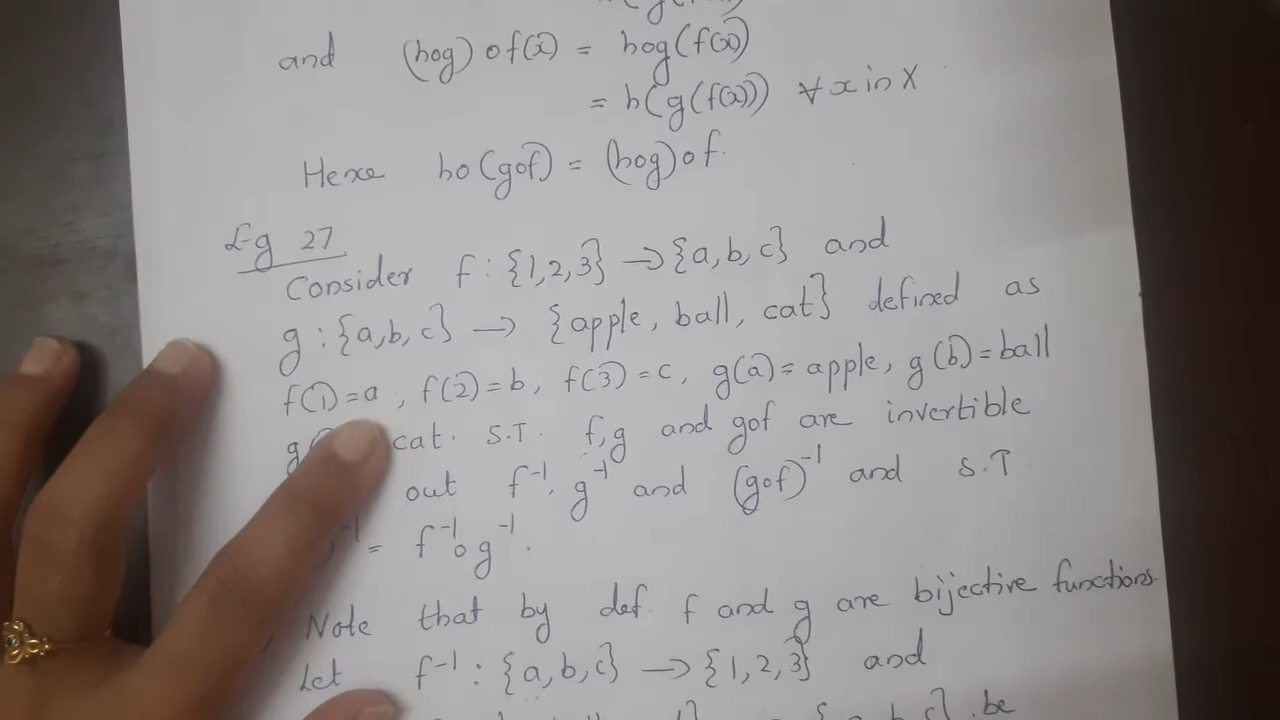 and (hog) o f(x) = hog(f(x))
= h(g(f(x))) ∀ x in X
Hence ho(gof) = (hog)of.
Eg 27
Consider f : {1,2,3} → {a,b,c} and
g : {a,b,c} → {apple, ball, cat} defined as
f(1)=a, f(2)=b, f(3)=c, g(a)=apple, g(b)=ball
g( cat. S.T. f,g and gof are invertible
out f⁻¹, g⁻¹ and (gof)⁻¹ and S.T
⁻¹ = f⁻¹og⁻¹.
Note that by def. f and g are bijective functions.
Let f⁻¹ : {a,b,c} → {1,2,3} and
be